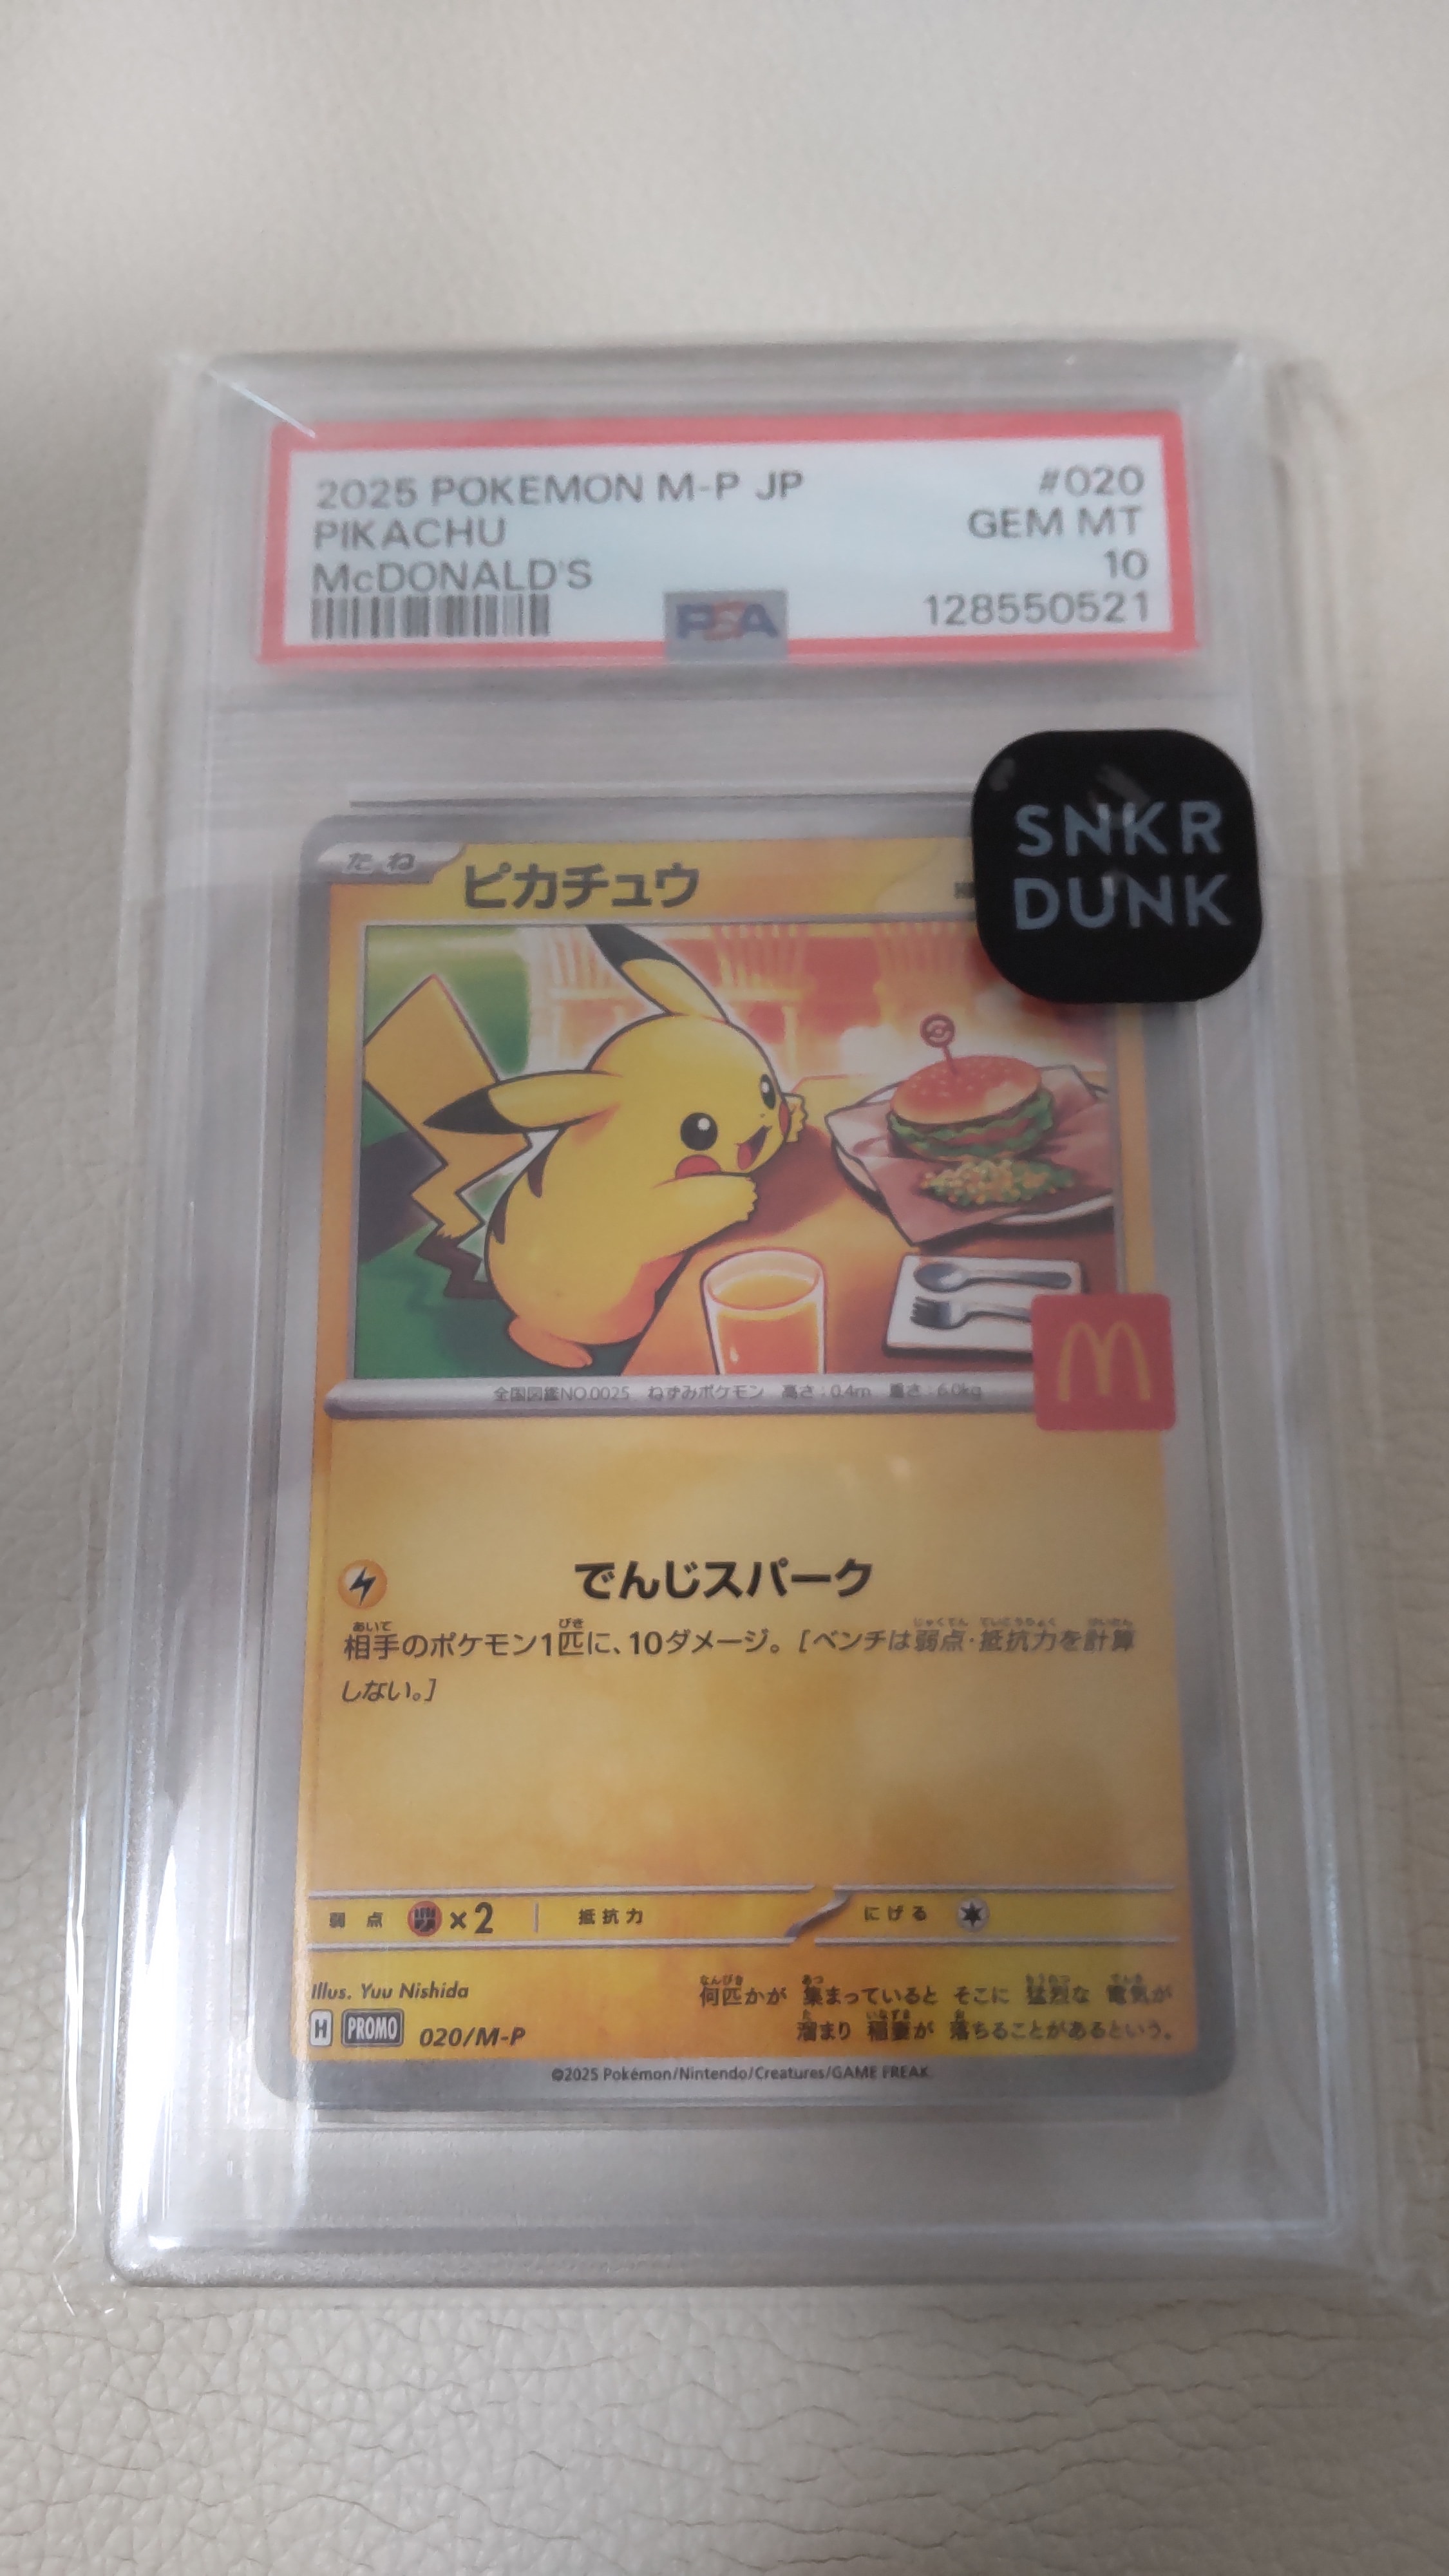 2025 POKEMON M-P JP #020
PIKACHU GEM MT
McDONALD'S 10
PSA 128550521
SNKR
DUNK
たね ピカチュウ
全国図鑑NO.0025 ねずみポケモン 高さ:0.4m 重さ:6.0kg
M
でんじスパーク
相手のポケモン1匹に、10ダメージ。[ベンチは弱点・抵抗力を計算
しない。]
弱点 ×2 抵抗力 にげる
Illus. Yuu Nishida
何匹かが 集まっていると そこに 猛烈な 電気が
溜まり 稲妻が 落ちることがあるという。
H PROMO 020/M-P
©2025 Pokémon/Nintendo/Creatures/GAME FREAK.